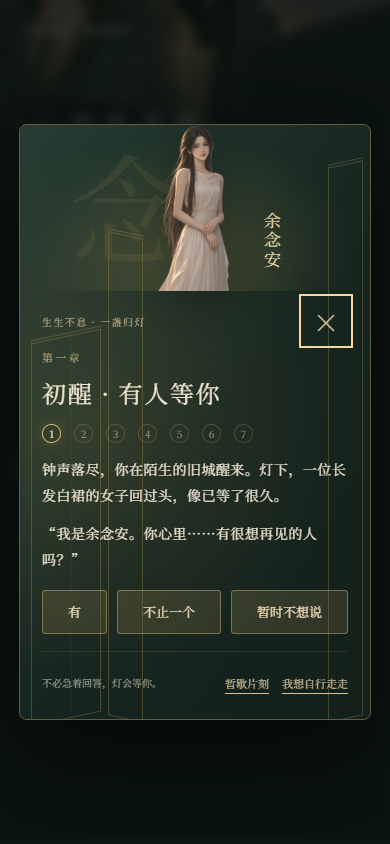 念
余念安
生生不息 · 一盏归灯
第一章
初醒 · 有人等你
1 2 3 4 5 6 7
钟声落尽，你在陌生的旧城醒来。灯下，一位长
发白裙的女子回过头，像已等了很久。
“我是余念安。你心里……有很想再见的人
吗？”
有 不止一个 暂时不想说
不必急着回答，灯会等你。 暂歇片刻 我想自行走走